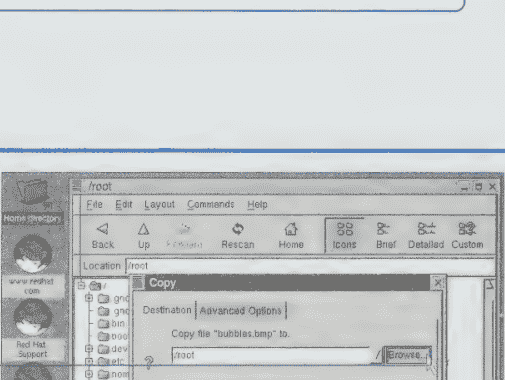 /root
File Edit Layout Commands Help
Back Up Forward Rescan Home Icons Brief Detailed Custom
Home directory
Location /root
www.redhat
com
Copy
Destination Advanced Options
Copy file "bubbles.bmp" to.
/root Browse...
Red Hat
Support
/
bin
dev
etc